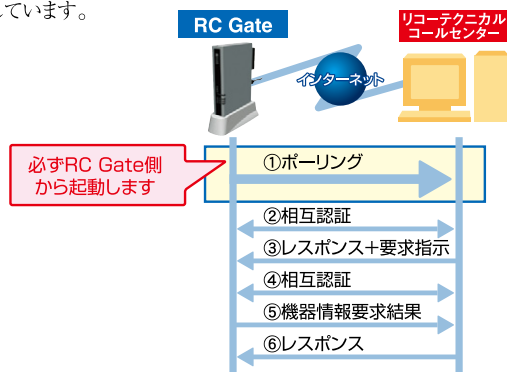 れています。
RC Gate
リコーテクニカル
コールセンター
インターネット
必ずRC Gate側
から起動します
①ポーリング
②相互認証
③レスポンス+要求指示
④相互認証
⑤機器情報要求結果
⑥レスポンス